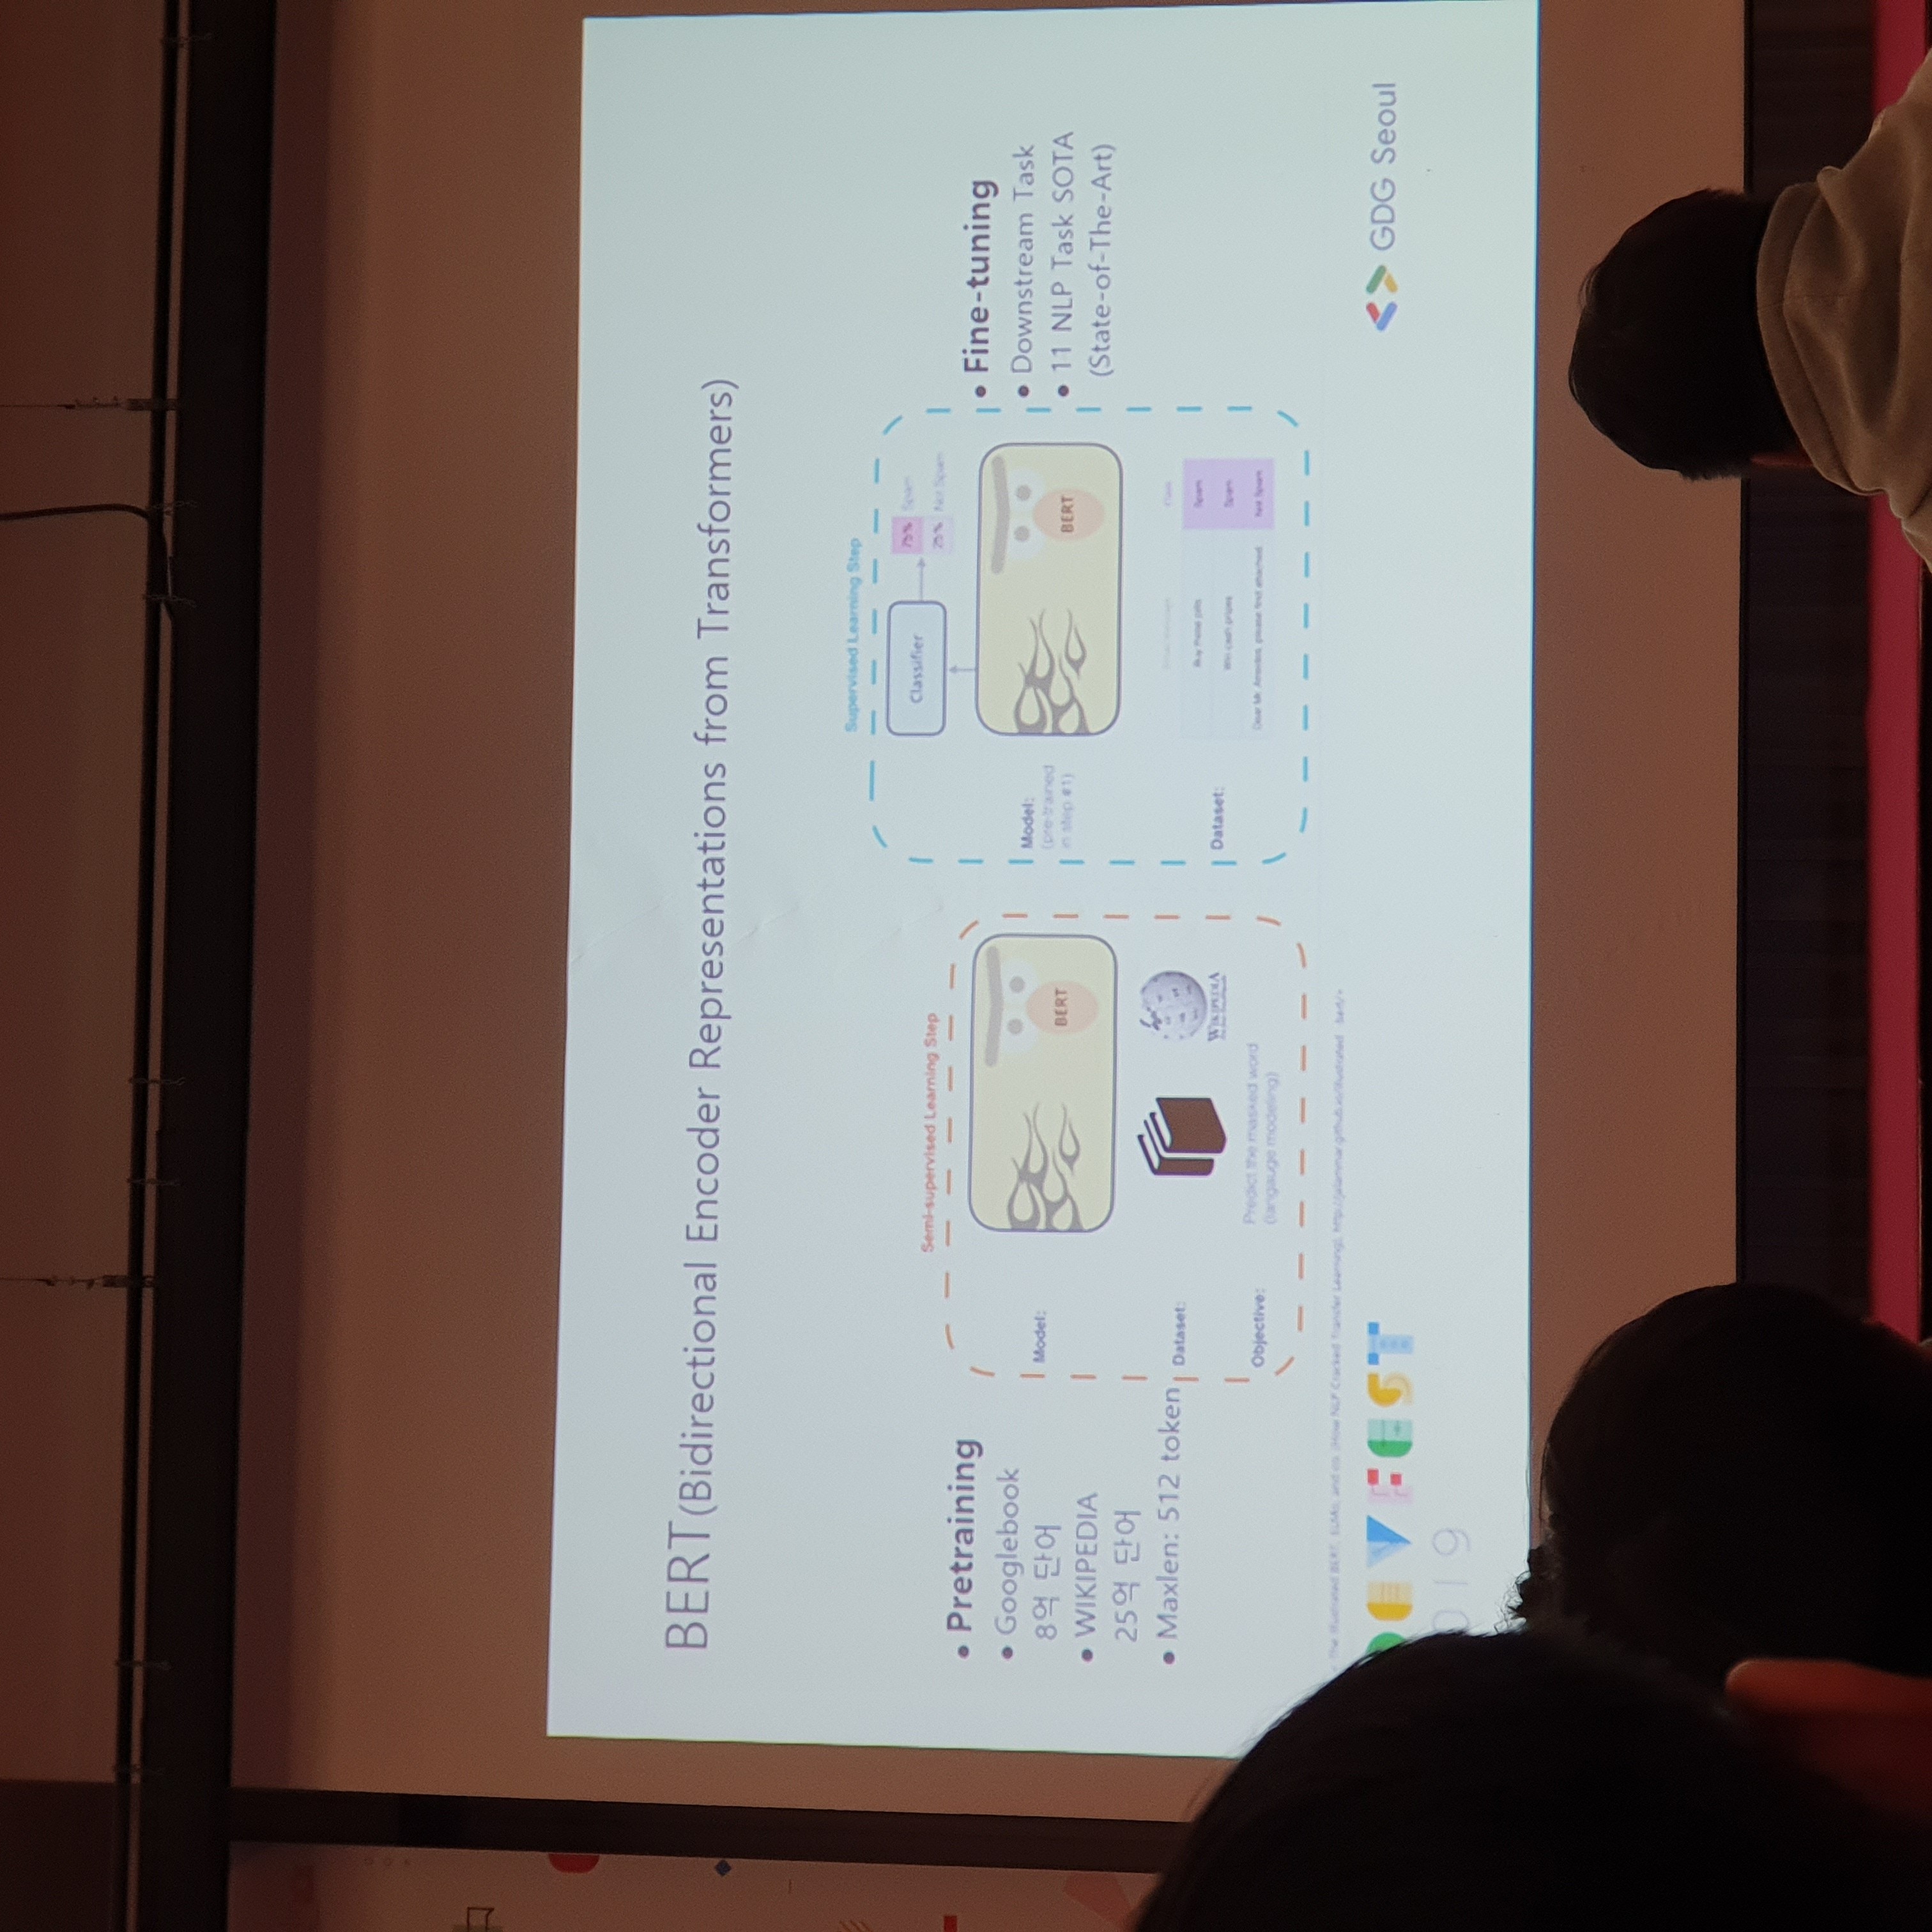 BERT(Bidirectional Encoder Representations from Transformers)
• Pretraining
• Googlebook
8억 단어
• WIKIPEDIA
25억 단어
• Maxlen: 512 token
Semi-supervised Learning Step
Model:
BERT
Dataset:
WIKIPEDIA
Objective:
Predict the masked word
(langauge modeling)
Supervised Learning Step
Classifier
75% Spam
25% Not Spam
Model:
(pre-trained
in step #1)
BERT
Dataset:
Class
Buy these pills
Spam
Win cash prizes
Spam
Dear Mr. please find attached
Not Spam
• Fine-tuning
• Downstream Task
• 11 NLP Task SOTA
(State-of-The-Art)
The Illustrated BERT, ELMo, and co. (How NLP Cracked Transfer Learning), http://jalammar.github.io/illustrated-bert/
DEVFEST
019
GDG Seoul